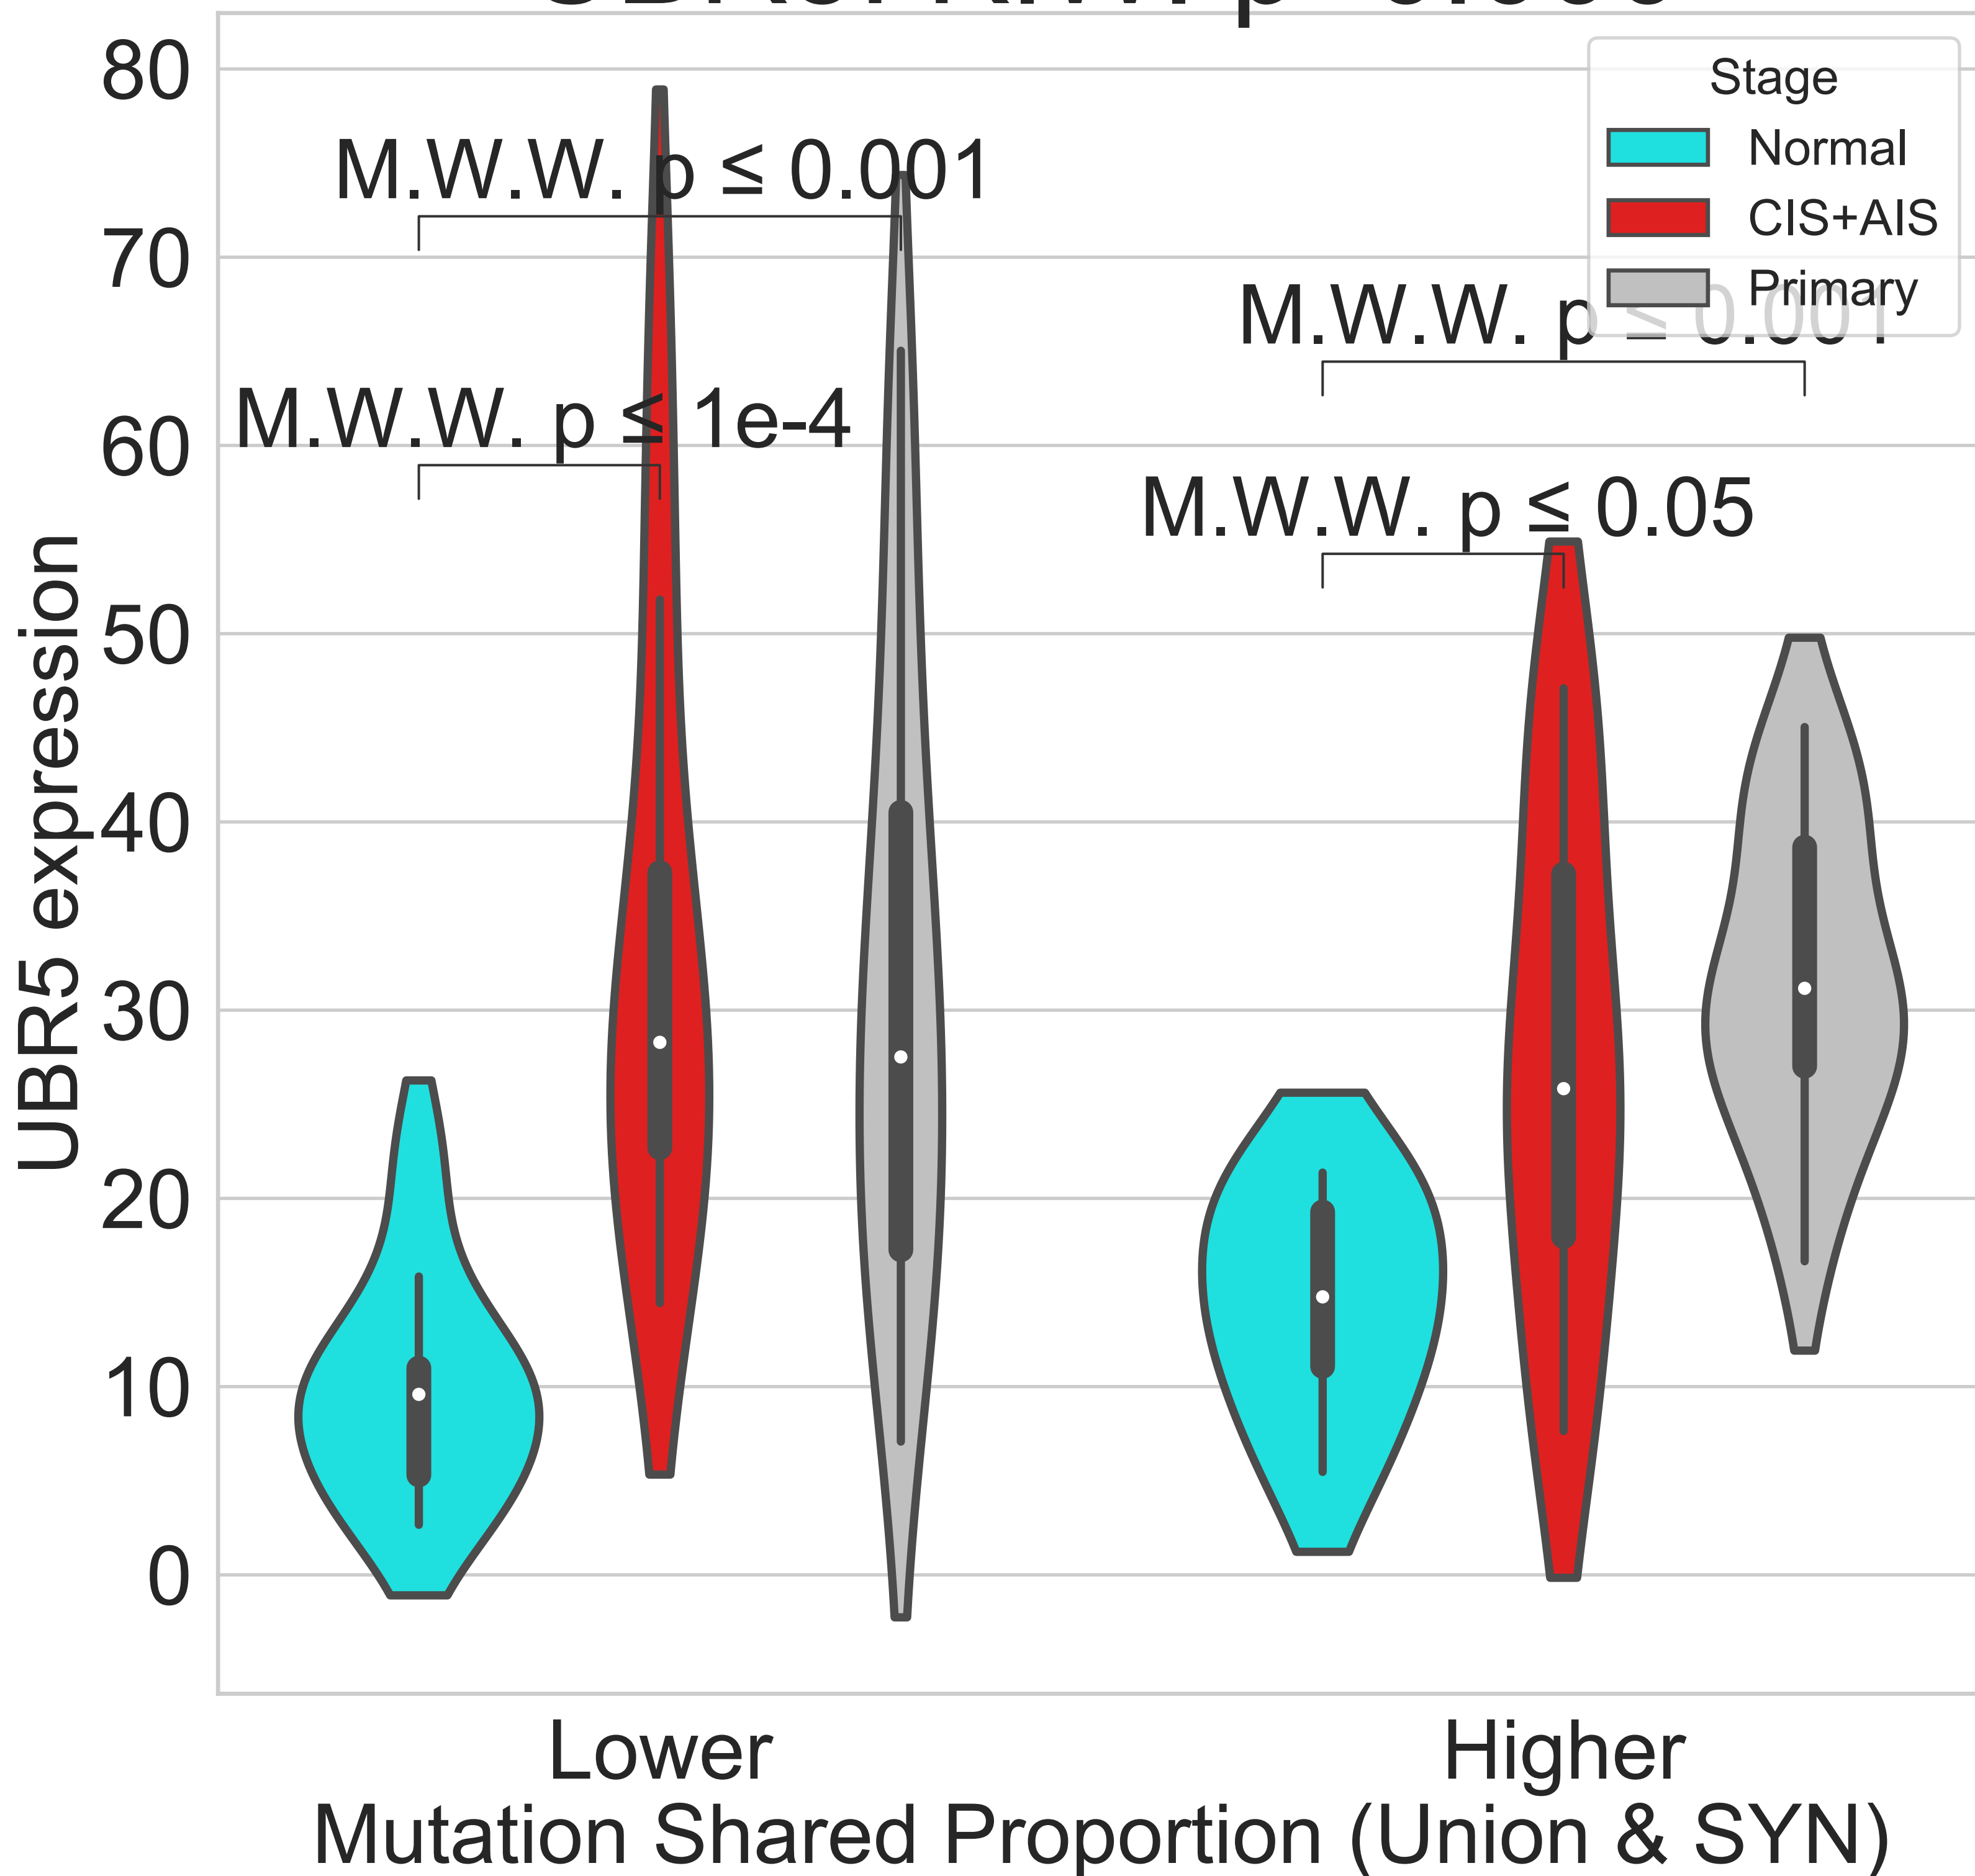 Stage
Normal
CIS+AIS
Primary
M.W.W. p ≤ 0.001
M.W.W. p ≤ 0.001
M.W.W. p ≤ 1e-4
M.W.W. p ≤ 0.05
80
70
60
50
40
30
20
10
0
UBR5 expression
Lower
Higher
Mutation Shared Proportion (Union & SYN)